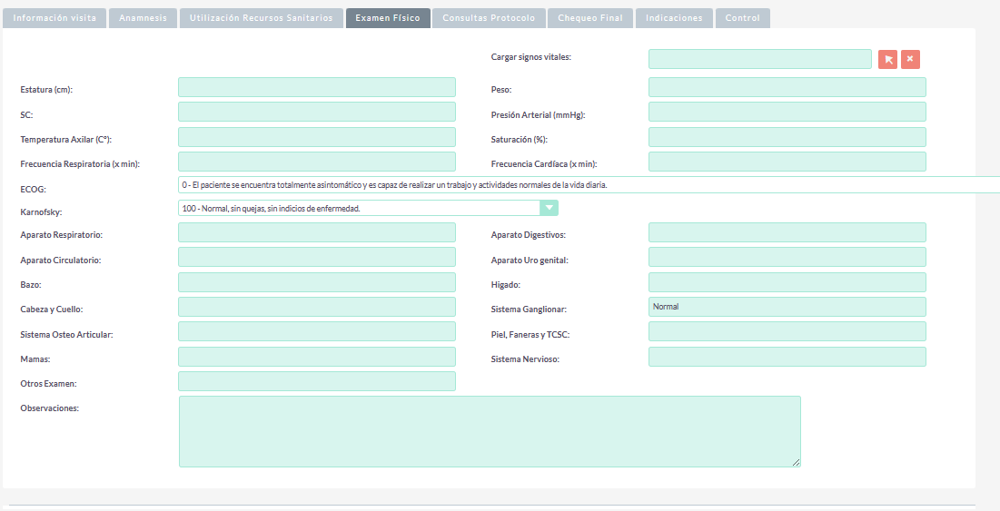 Información visita Anamnesis Utilización Recursos Sanitarios Examen Físico Consultas Protocolo Chequeo Final Indicaciones Control
Cargar signos vitales:
Estatura (cm): Peso:
SC: Presión Arterial (mmHg):
Temperatura Axilar (C°): Saturación (%):
Frecuencia Respiratoria (x min): Frecuencia Cardíaca (x min):
ECOG: 0 - El paciente se encuentra totalmente asintomático y es capaz de realizar un trabajo y actividades normales de la vida diaria.
Karnofsky: 100 - Normal, sin quejas, sin indicios de enfermedad.
Aparato Respiratorio: Aparato Digestivos:
Aparato Circulatorio: Aparato Uro genital:
Bazo: Higado:
Cabeza y Cuello: Sistema Ganglionar: Normal
Sistema Osteo Articular: Piel, Faneras y TCSC:
Mamas: Sistema Nervioso:
Otros Examen:
Observaciones: